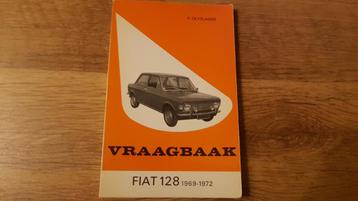 P. OLYSLAGER
VRAAGBAAK
FIAT 128 1969-1972